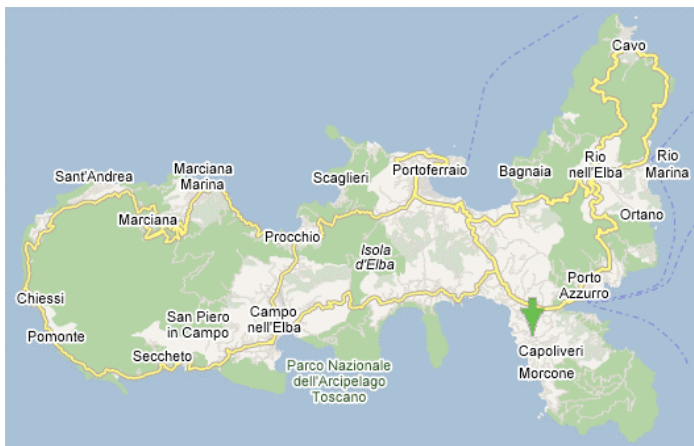 Cavo
Rio
nell'Elba
Rio
Marina
Portoferraio
Bagnaia
Scaglieri
Marciana
Marina
Sant'Andrea
Marciana
Ortano
Procchio
Isola
d'Elba
Porto
Azzurro
Chiessi
San Piero
in Campo
Campo
nell'Elba
Pomonte
Seccheto
Capoliveri
Morcone
Parco Nazionale
dell'Arcipelago
Toscano